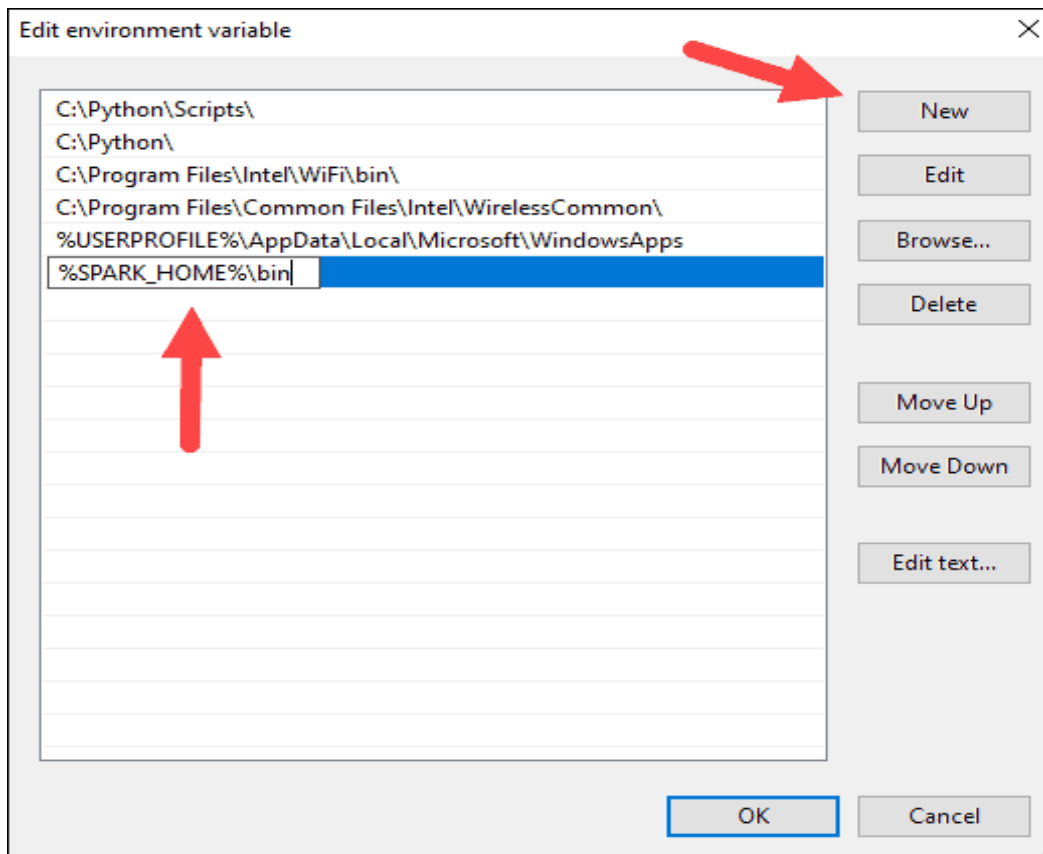 Edit environment variable
C:\Python\Scripts\
New
C:\Python\
C:\Program Files\Intel\WiFi\bin\
Edit
C:\Program Files\Common Files\Intel\WirelessCommon\
%USERPROFILE%\AppData\Local\Microsoft\WindowsApps
Browse...
%SPARK_HOME%\bin
Delete
Move Up
Move Down
Edit text...
OK
Cancel